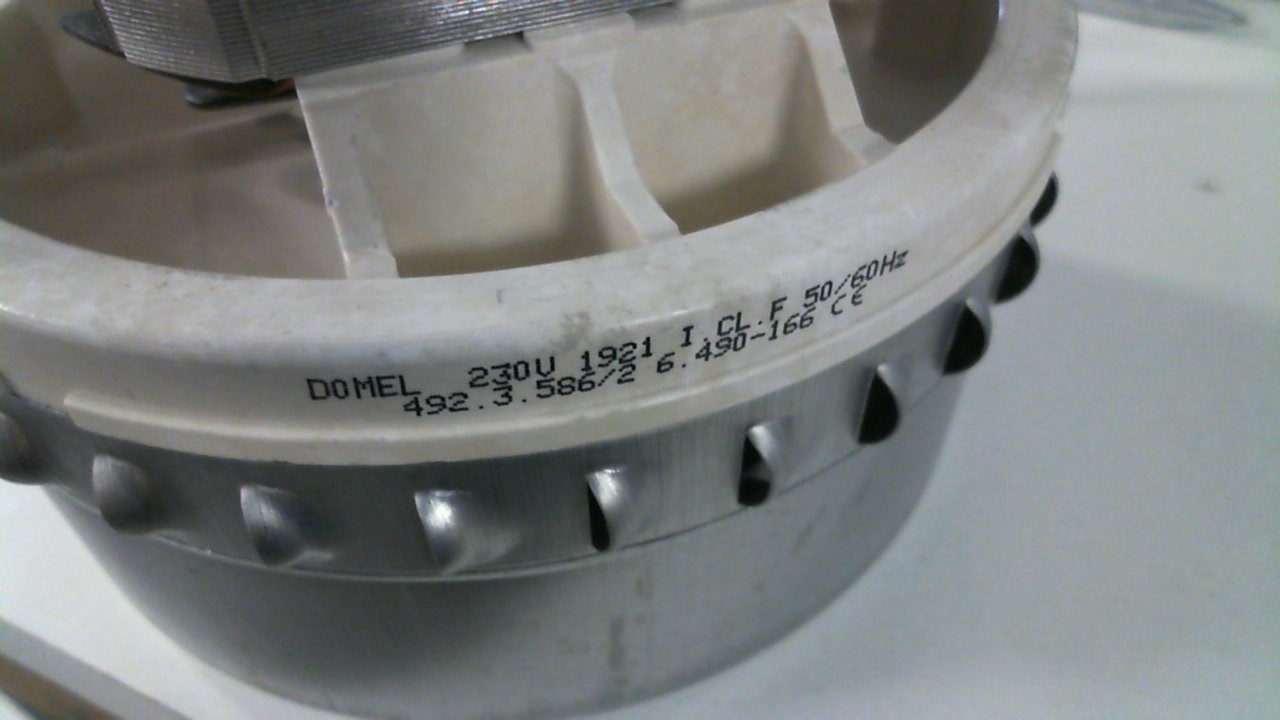 DOMEL 230V 1921 I.CL.F 50/60Hz
492.3.586/2 6.490-166 CE